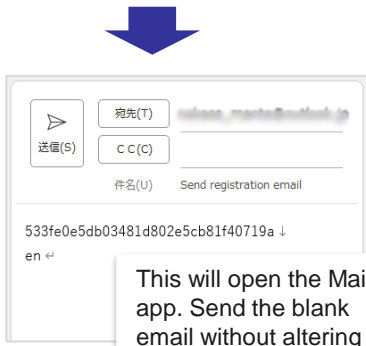 宛先(T)
送信(S)
C C(C)
件名(U) Send registration email
533fe0e5db03481d802e5cb81f40719a ↓
en ↵
This will open the Mai
app. Send the blank
email without altering